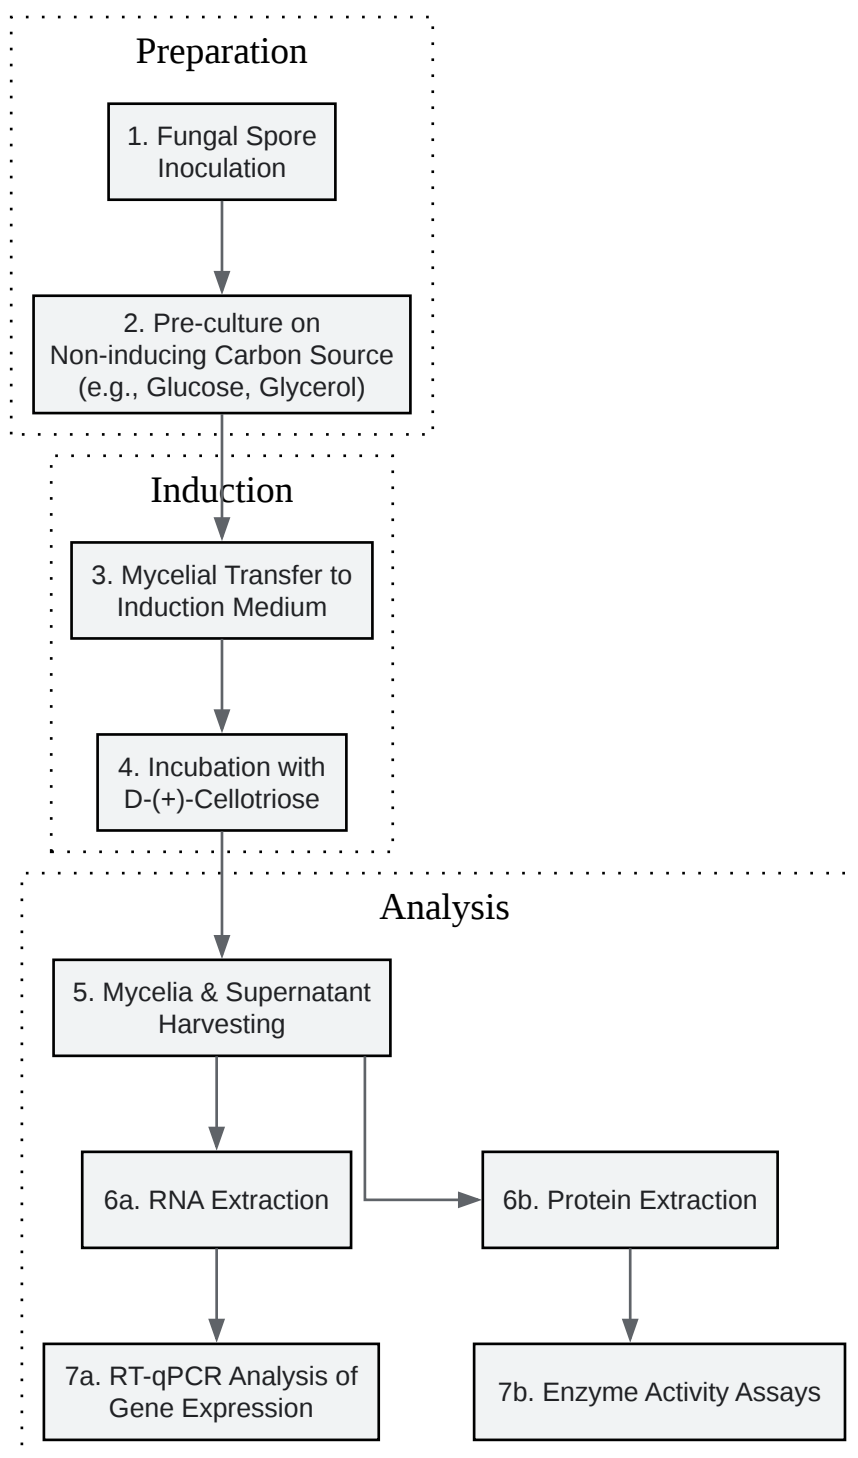 Preparation
1. Fungal Spore
Inoculation
2. Pre-culture on
Non-inducing Carbon Source
(e.g., Glucose, Glycerol)
Induction
3. Mycelial Transfer to
Induction Medium
4. Incubation with
D-(+)-Cellotriose
Analysis
5. Mycelia & Supernatant
Harvesting
6a. RNA Extraction
6b. Protein Extraction
7a. RT-qPCR Analysis of
Gene Expression
7b. Enzyme Activity Assays